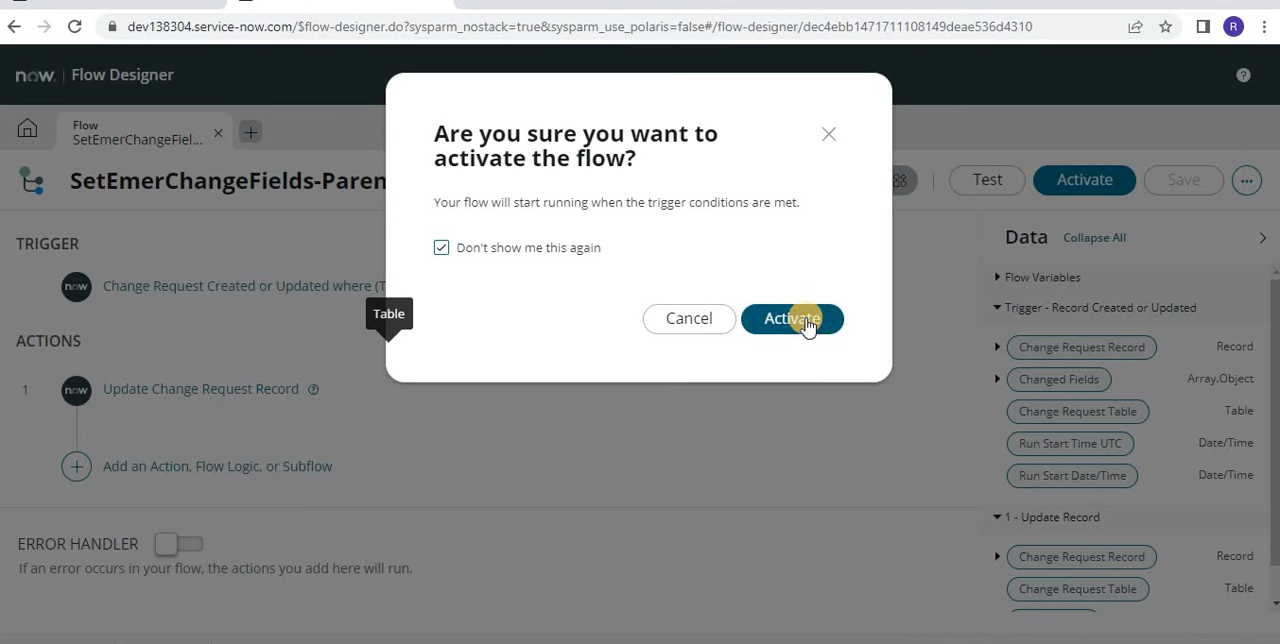 dev138304.service-now.com/$flow-designer.do?sysparm_nostack=true&sysparm_use_polaris=false#/flow-designer/dec4ebb1471711108149deae536d4310
R
now. | Flow Designer
Flow
SetEmerChangeFiel...
SetEmerChangeFields-Paren
Test
Activate
Save
Are you sure you want to
activate the flow?
Your flow will start running when the trigger conditions are met.
Don't show me this again
Cancel
Activate
TRIGGER
now
Change Request Created or Updated where (T
Table
ACTIONS
1
now
Update Change Request Record
Add an Action, Flow Logic, or Subflow
ERROR HANDLER
If an error occurs in your flow, the actions you add here will run.
Data
Collapse All
Flow Variables
Trigger - Record Created or Updated
Change Request Record Record
Changed Fields Array.Object
Change Request Table Table
Run Start Time UTC Date/Time
Run Start Date/Time Date/Time
1 - Update Record
Change Request Record Record
Change Request Table Table